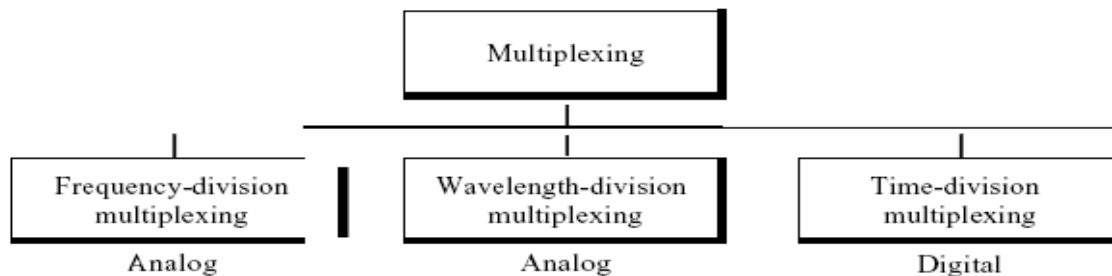 Multiplexing
Frequency-division
multiplexing
Wavelength-division
multiplexing
Time-division
multiplexing
Analog
Analog
Digital